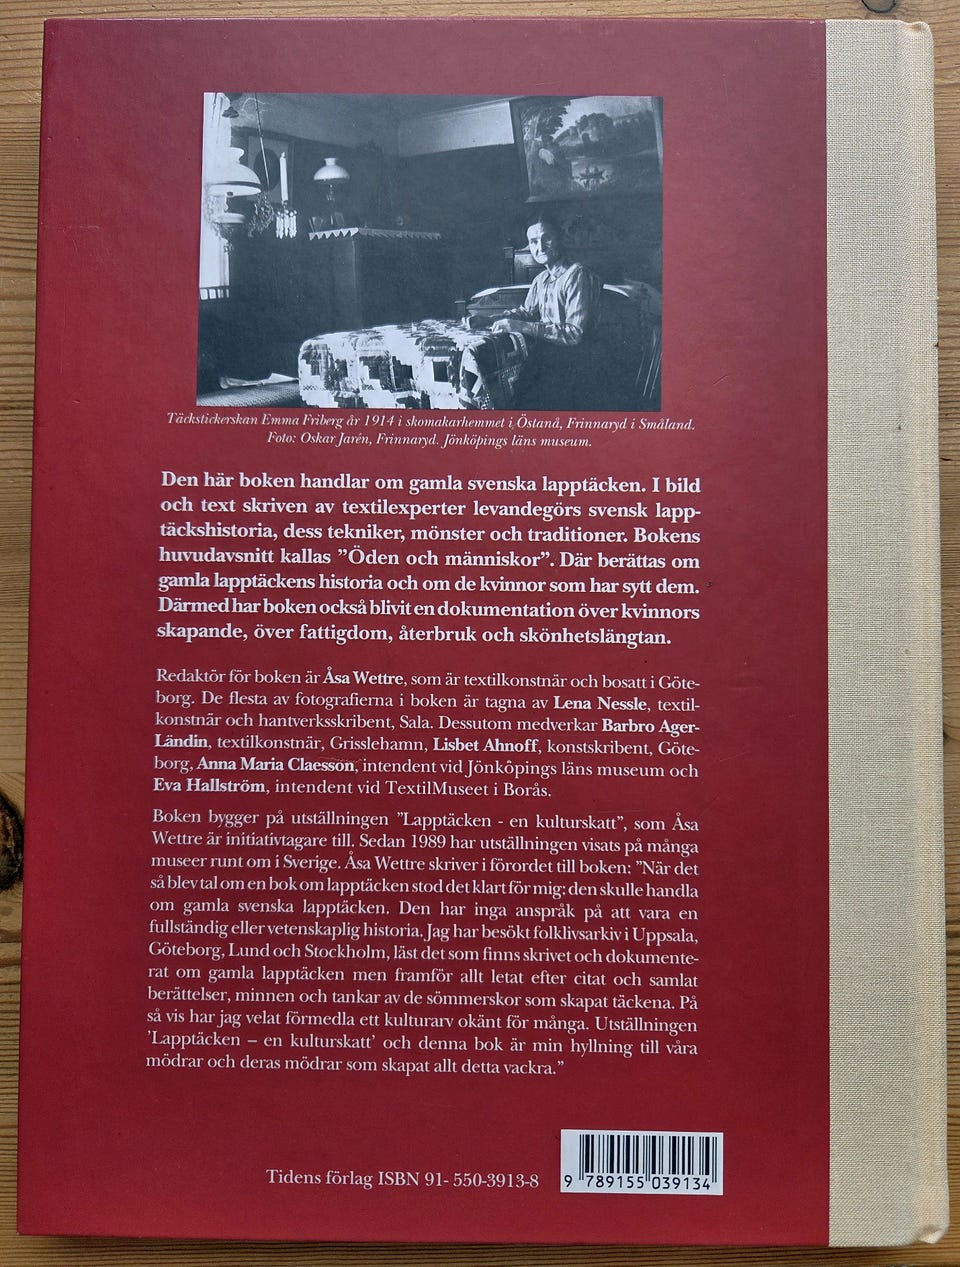 Täckstickerskan Emma Friberg år 1914 i skomakarhemmet i Östanå, Frinnaryd i Småland.
Foto: Oskar Jarén, Frinnaryd. Jönköpings läns museum.
Den här boken handlar om gamla svenska lapptäcken. I bild
och text skriven av textilexperter levandegörs svensk lapp-
täckshistoria, dess tekniker, mönster och traditioner. Bokens
huvudavsnitt kallas ”Öden och människor”. Där berättas om
gamla lapptäckens historia och om de kvinnor som har sytt dem.
Därmed har boken också blivit en dokumentation över kvinnors
skapande, över fattigdom, återbruk och skönhetslängtan.
Redaktör för boken är Åsa Wettre, som är textilkonstnär och bosatt i Göte-
borg. De flesta av fotografierna i boken är tagna av Lena Nessle, textil-
konstnär och hantverksskribent, Sala. Dessutom medverkar Barbro Ager-
Ländin, textilkonstnär, Grisslehamn, Lisbet Ahnoff, konstskribent, Göte-
borg, Anna Maria Claesson, intendent vid Jönköpings läns museum och
Eva Hallström, intendent vid TextilMuseet i Borås.
Boken bygger på utställningen ”Lapptäcken - en kulturskatt”, som Åsa
Wettre är initiativtagare till. Sedan 1989 har utställningen visats på många
museer runt om i Sverige. Åsa Wettre skriver i förordet till boken: ”När det
så blev tal om en bok om lapptäcken stod det klart för mig: den skulle handla
om gamla svenska lapptäcken. Den har inga anspråk på att vara en
fullständig eller vetenskaplig historia. Jag har besökt folklivsarkiv i Uppsala,
Göteborg, Lund och Stockholm, läst det som finns skrivet och dokumente-
rat om gamla lapptäcken men framför allt letat efter citat och samlat
berättelser, minnen och tankar av de sömmerskor som skapat täckena. På
så vis har jag velat förmedla ett kulturarv okänt för många. Utställningen
’Lapptäcken – en kulturskatt’ och denna bok är min hyllning till våra
mödrar och deras mödrar som skapat allt detta vackra.”
Tidens förlag ISBN 91- 550-3913-8
9 789155 039134